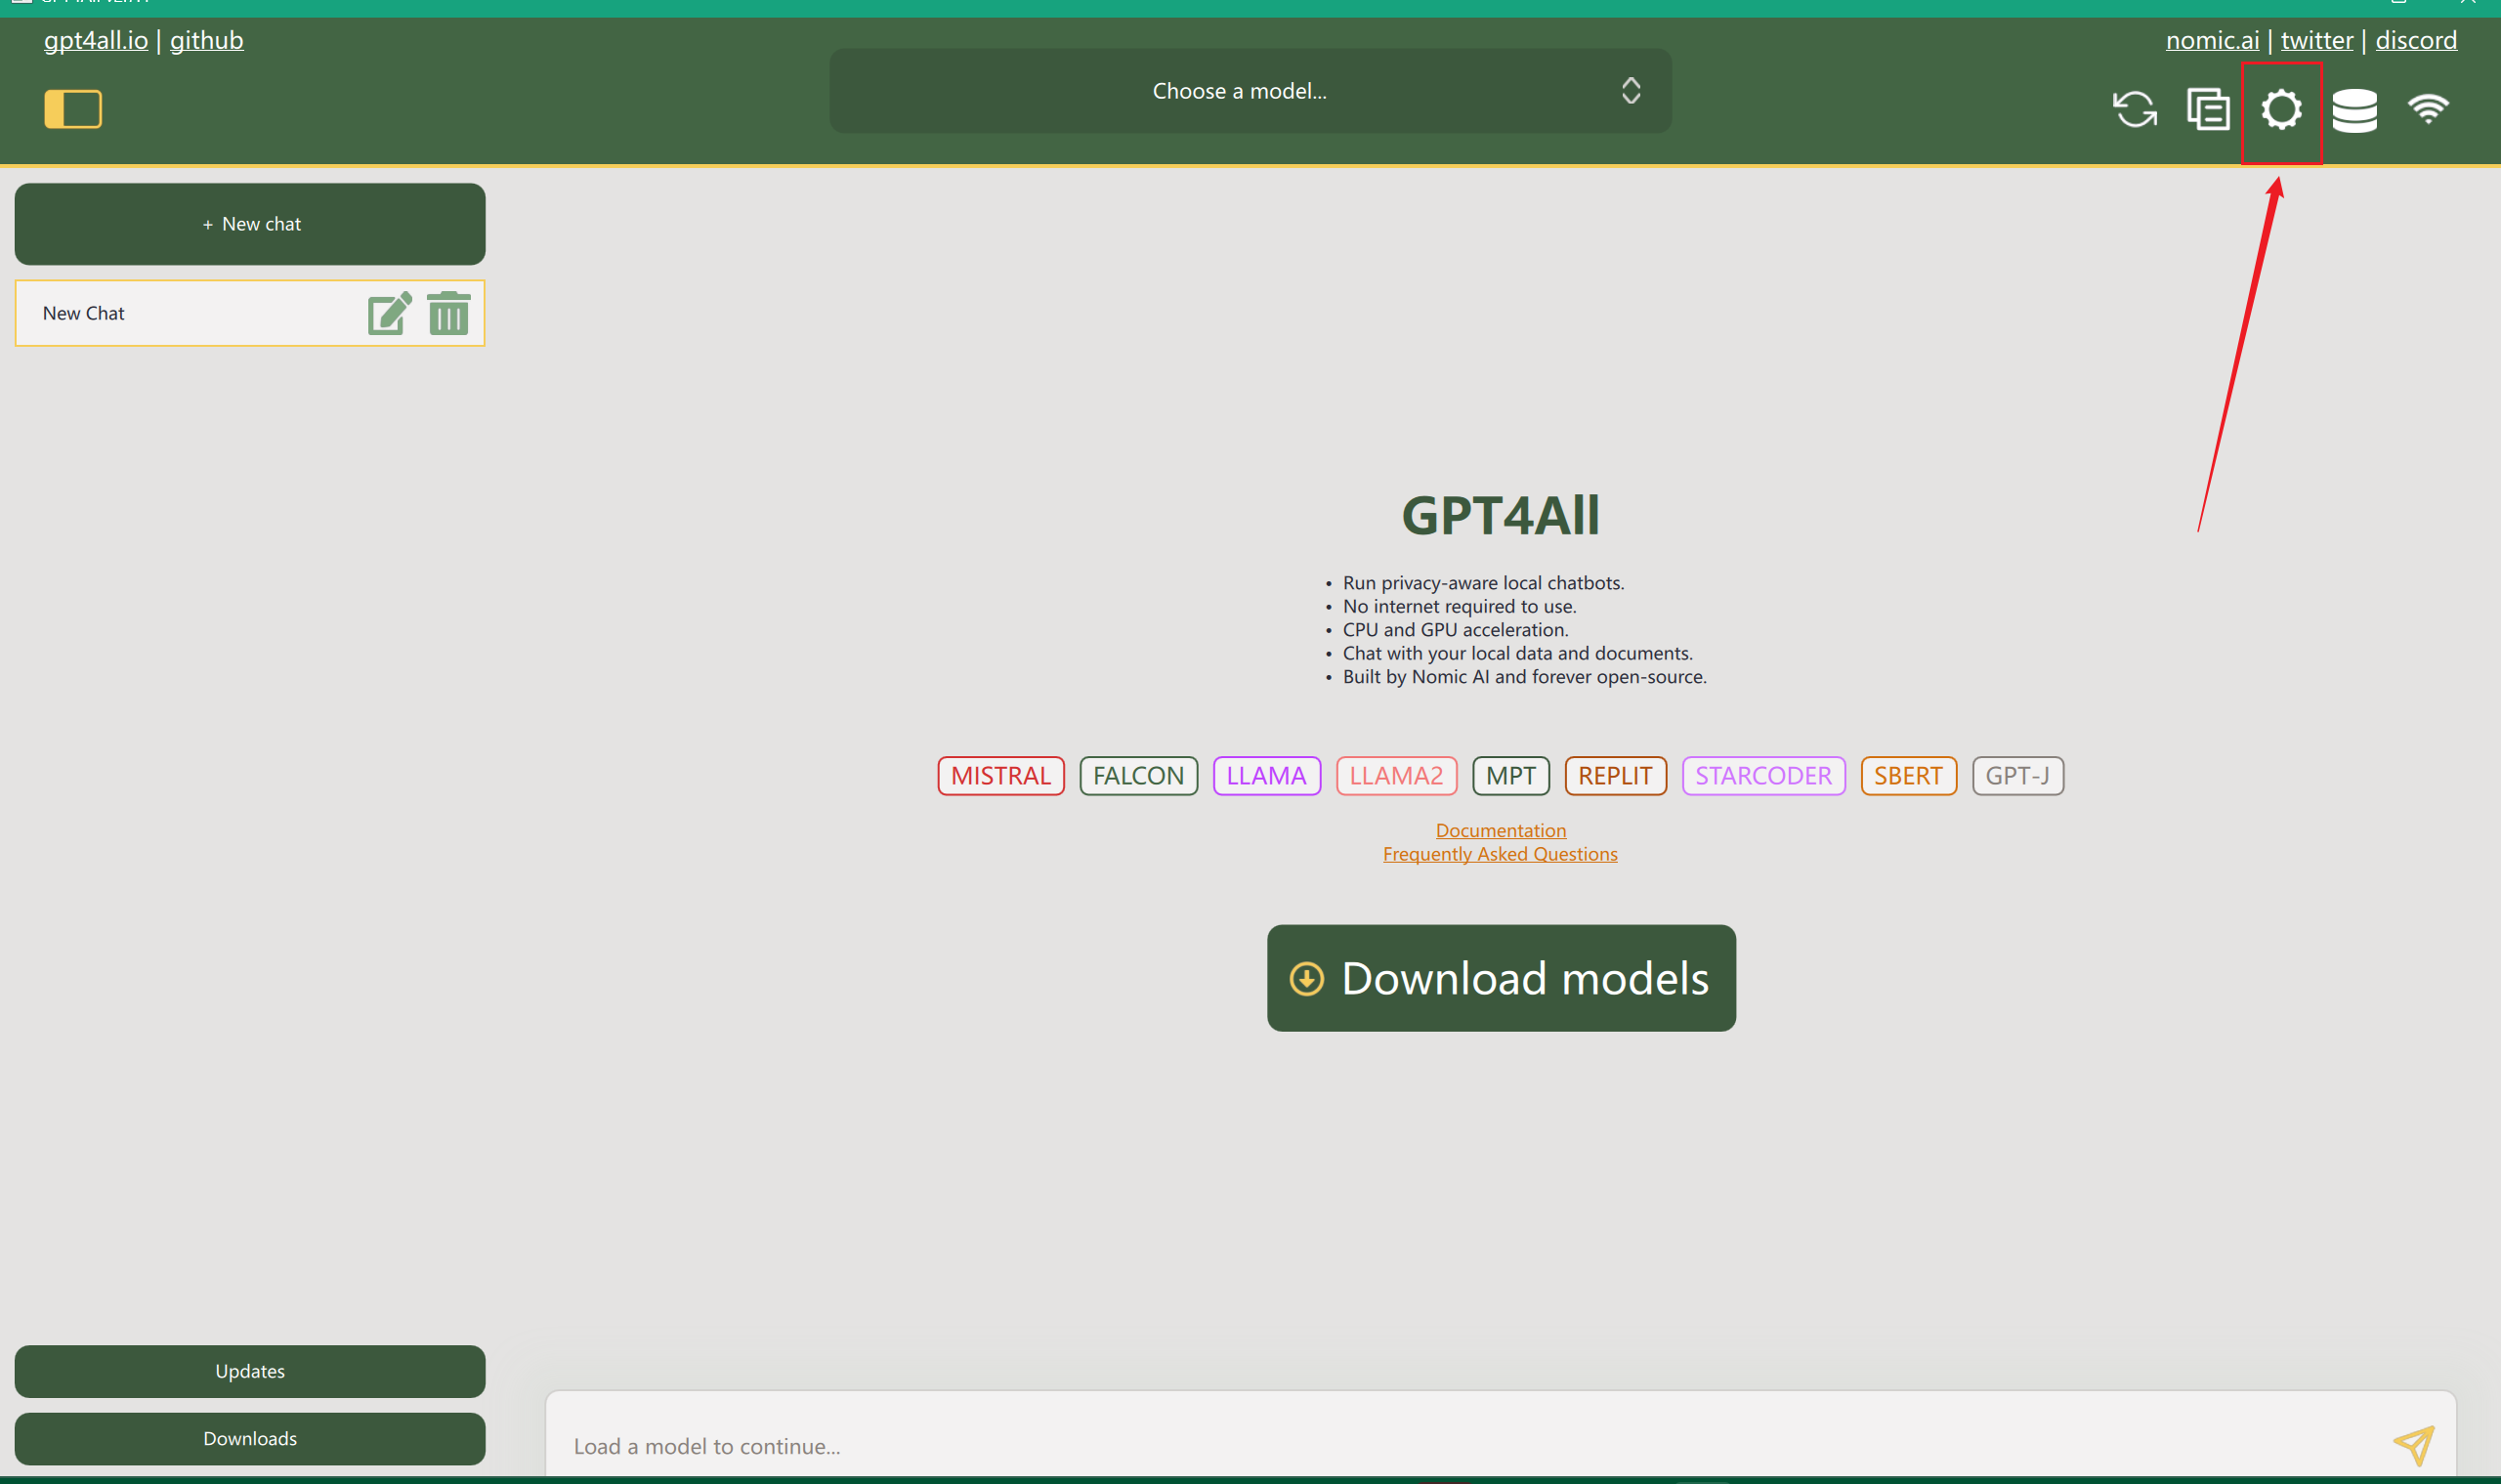 gpt4all.io | github
nomic.ai | twitter | discord
Choose a model...
+ New chat
New Chat
GPT4All
• Run privacy-aware local chatbots.
• No internet required to use.
• CPU and GPU acceleration.
• Chat with your local data and documents.
• Built by Nomic AI and forever open-source.
MISTRAL FALCON LLAMA LLAMA2 MPT REPLIT STARCODER SBERT GPT-J
Documentation
Frequently Asked Questions
Download models
Updates
Downloads
Load a model to continue...